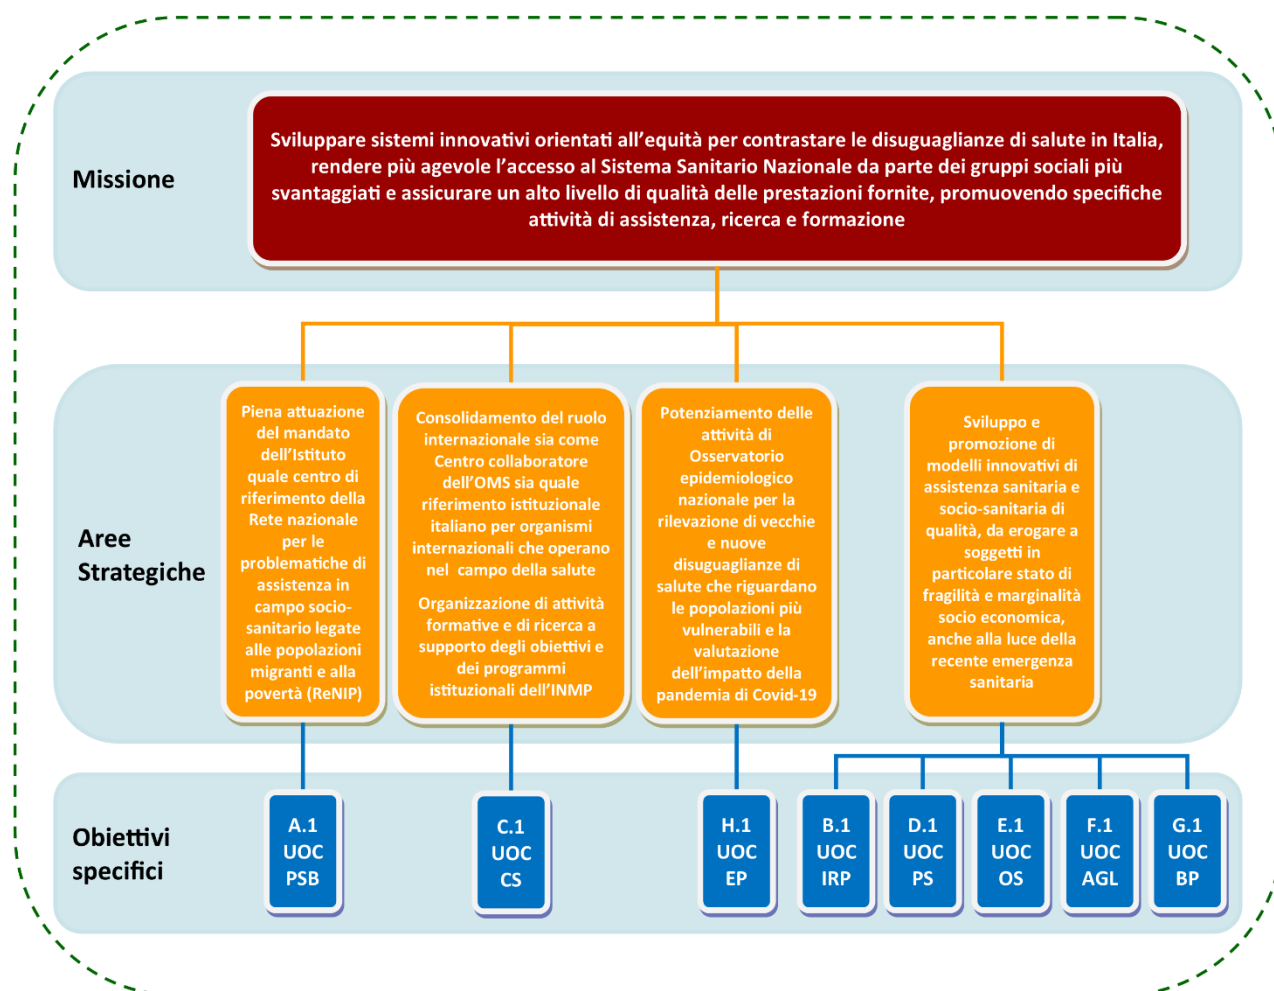 Missione
Sviluppare sistemi innovativi orientati all'equità per contrastare le disuguaglianze di salute in Italia,
rendere più agevole l'accesso al Sistema Sanitario Nazionale da parte dei gruppi sociali più
svantaggiati e assicurare un alto livello di qualità delle prestazioni fornite, promuovendo specifiche
attività di assistenza, ricerca e formazione
Aree
Strategiche
Piena attuazione
del mandato
dell'Istituto
quale centro di
riferimento della
Rete nazionale
per le
problematiche di
assistenza in
campo socio-
sanitario legate
alle popolazioni
migranti e alla
povertà (ReNIP)
Consolidamento del ruolo
internazionale sia come
Centro collaboratore
dell'OMS sia quale
riferimento istituzionale
italiano per organismi
internazionali che operano
nel campo della salute
Organizzazione di attività
formative e di ricerca a
supporto degli obiettivi e
dei programmi
istituzionali dell'INMP
Potenziamento delle
attività di
Osservatorio
epidemiologico
nazionale per la
rilevazione di vecchie
e nuove
disuguaglianze di
salute che riguardano
le popolazioni più
vulnerabili e la
valutazione
dell'impatto della
pandemia di Covid-19
Sviluppo e
promozione di
modelli innovativi di
assistenza sanitaria e
socio-sanitaria di
qualità, da erogare a
soggetti in
particolare stato di
fragilità e marginalità
socio economica,
anche alla luce della
recente emergenza
sanitaria
Obiettivi
specifici
A.1
UOC
PSB
C.1
UOC
CS
H.1
UOC
EP
B.1
UOC
IRP
D.1
UOC
PS
E.1
UOC
OS
F.1
UOC
AGL
G.1
UOC
BP